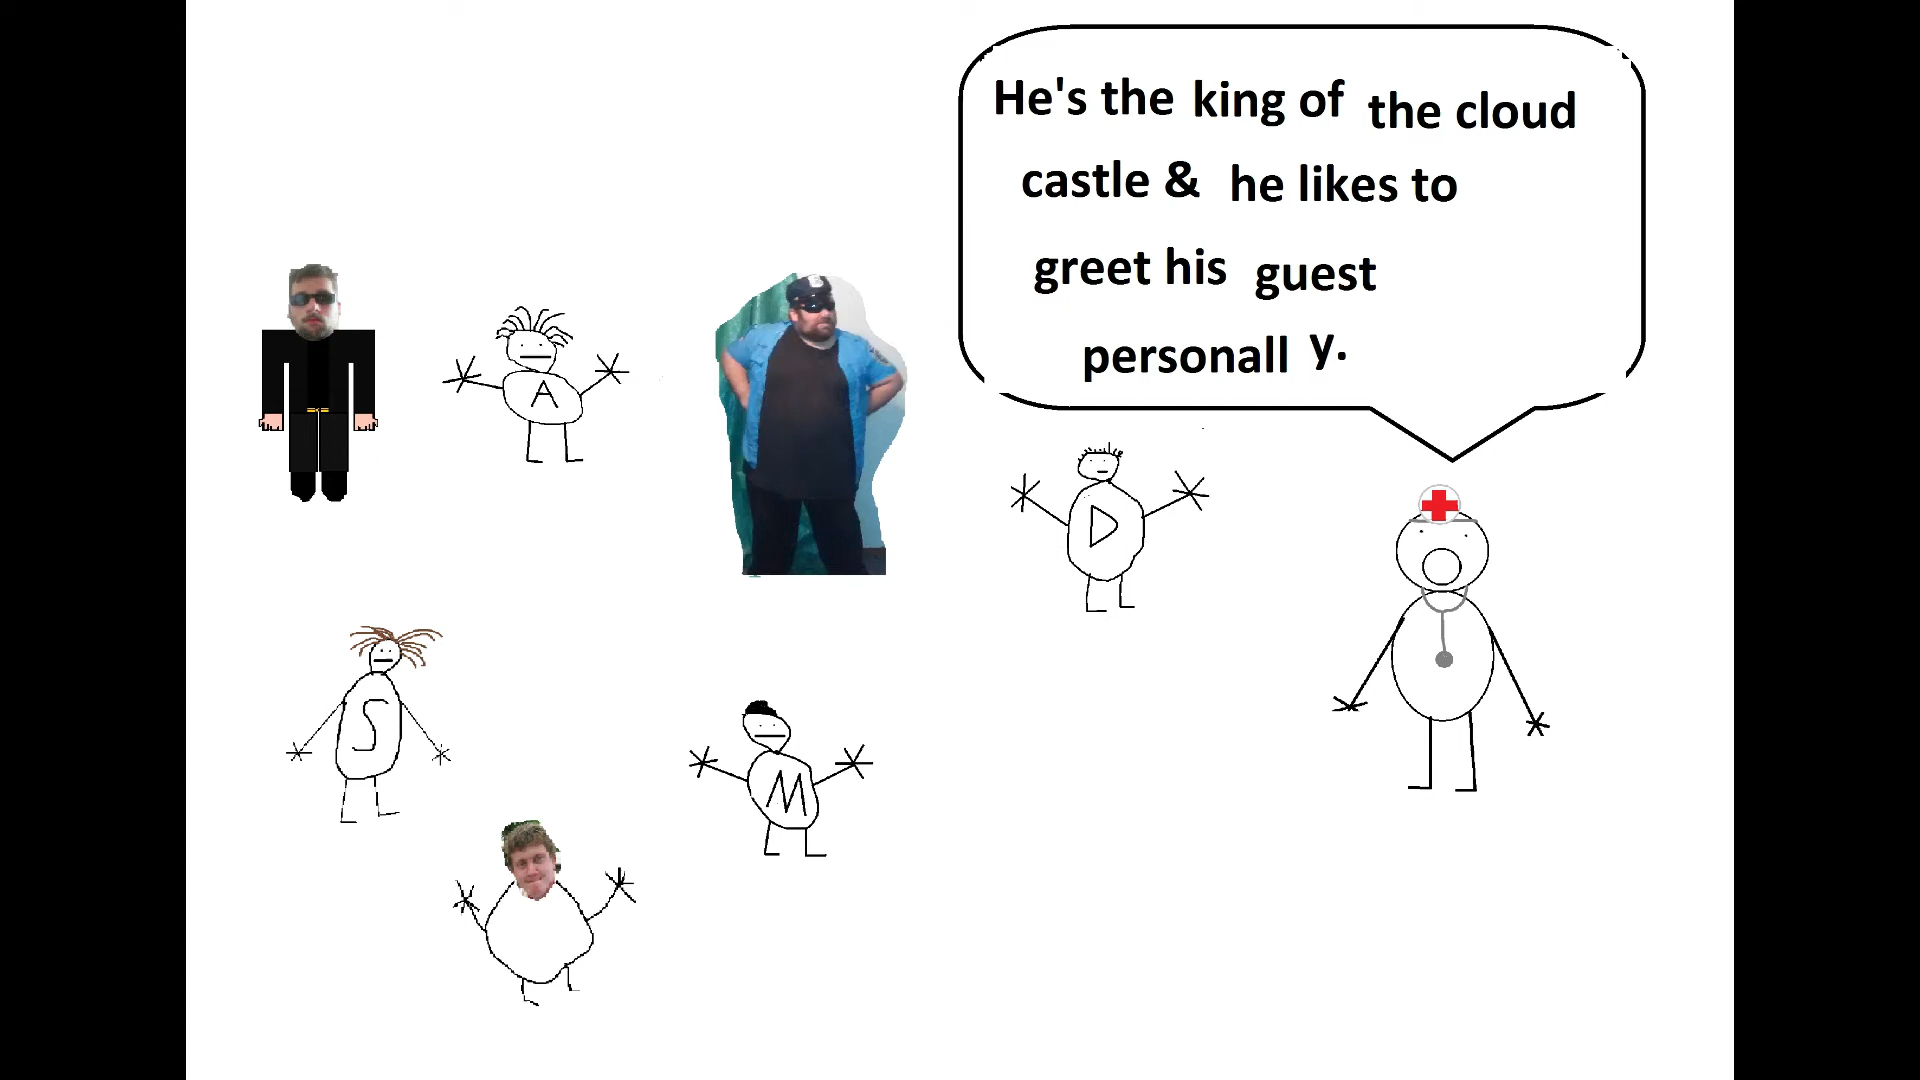 He's the king of the cloud
castle & he likes to
greet his guest
personall y.
A
D
S
M